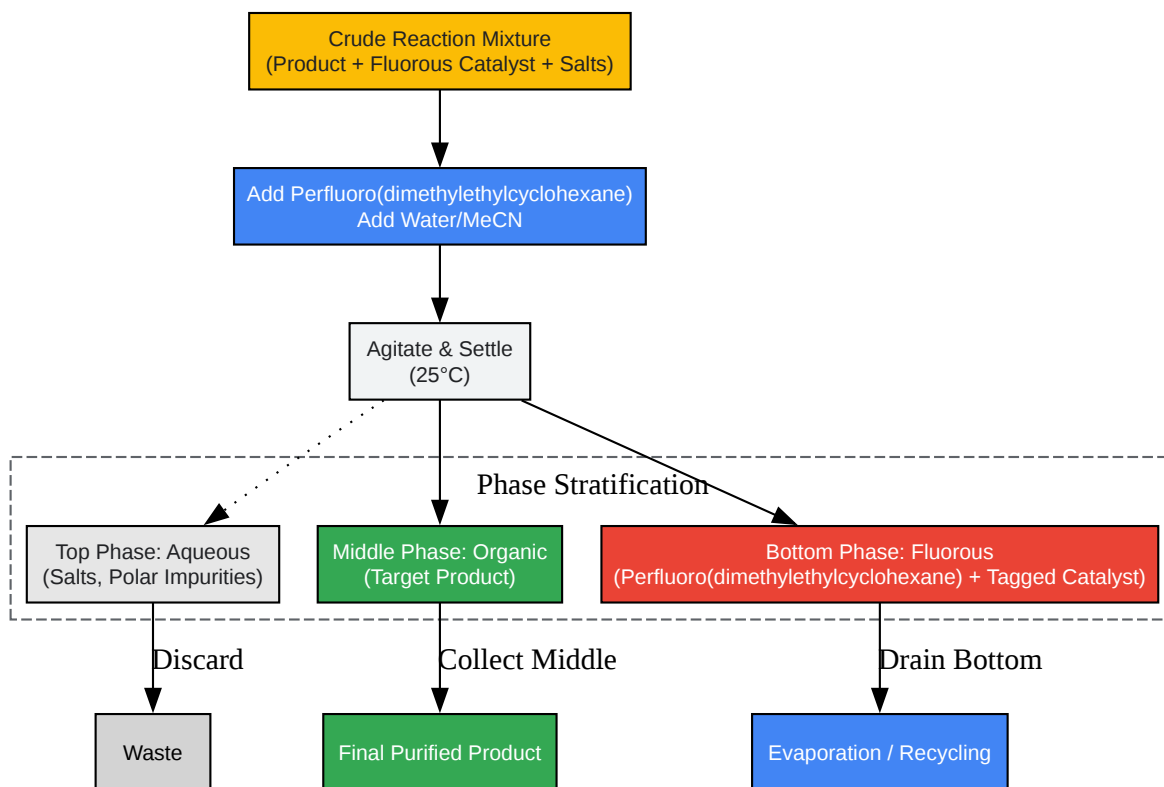 Crude Reaction Mixture
(Product + Fluorous Catalyst + Salts)
Add Perfluoro(dimethylethylcyclohexane)
Add Water/MeCN
Agitate & Settle
(25°C)
Phase Stratification
Top Phase: Aqueous
(Salts, Polar Impurities)
Middle Phase: Organic
(Target Product)
Bottom Phase: Fluorous
(Perfluoro(dimethylethylcyclohexane) + Tagged Catalyst)
Discard
Collect Middle
Drain Bottom
Waste
Final Purified Product
Evaporation / Recycling